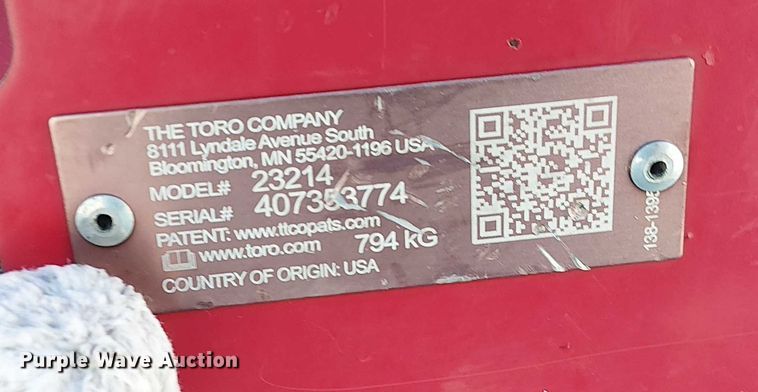 THE TORO COMPANY
8111 Lyndale Avenue South
Bloomington, MN 55420-1196 USA
MODEL# 23214
SERIAL# 407353774
PATENT: www.ttcopats.com
www.toro.com 794 kG
COUNTRY OF ORIGIN: USA
138-1398
Purple Wave Auction